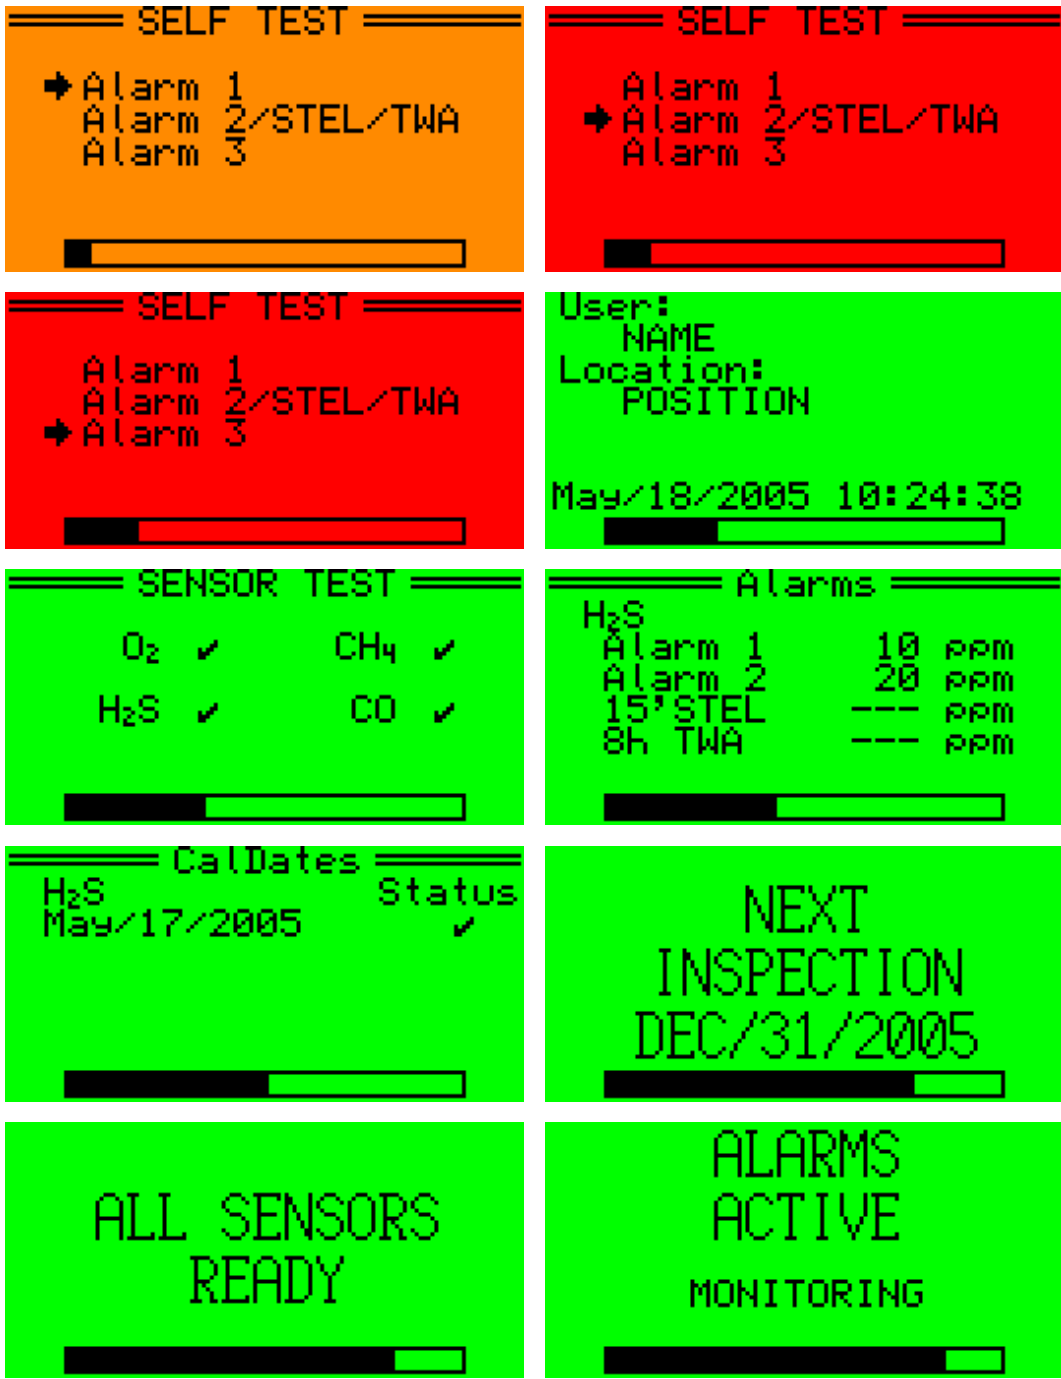 SELF TEST
Alarm 1
Alarm 2/STEL/TWA
Alarm 3
SELF TEST
Alarm 1
Alarm 2/STEL/TWA
Alarm 3
SELF TEST
Alarm 1
Alarm 2/STEL/TWA
Alarm 3
User:
NAME
Location:
POSITION
May/18/2005 10:24:38
SENSOR TEST
O₂ ✔ CH₄ ✔
H₂S ✔ CO ✔
Alarms
H₂S
Alarm 1 10 ppm
Alarm 2 20 ppm
15'STEL --- ppm
8h TWA --- ppm
CalDates
H₂S Status
May/17/2005 ✔
NEXT
INSPECTION
DEC/31/2005
ALL SENSORS
READY
ALARMS
ACTIVE
MONITORING